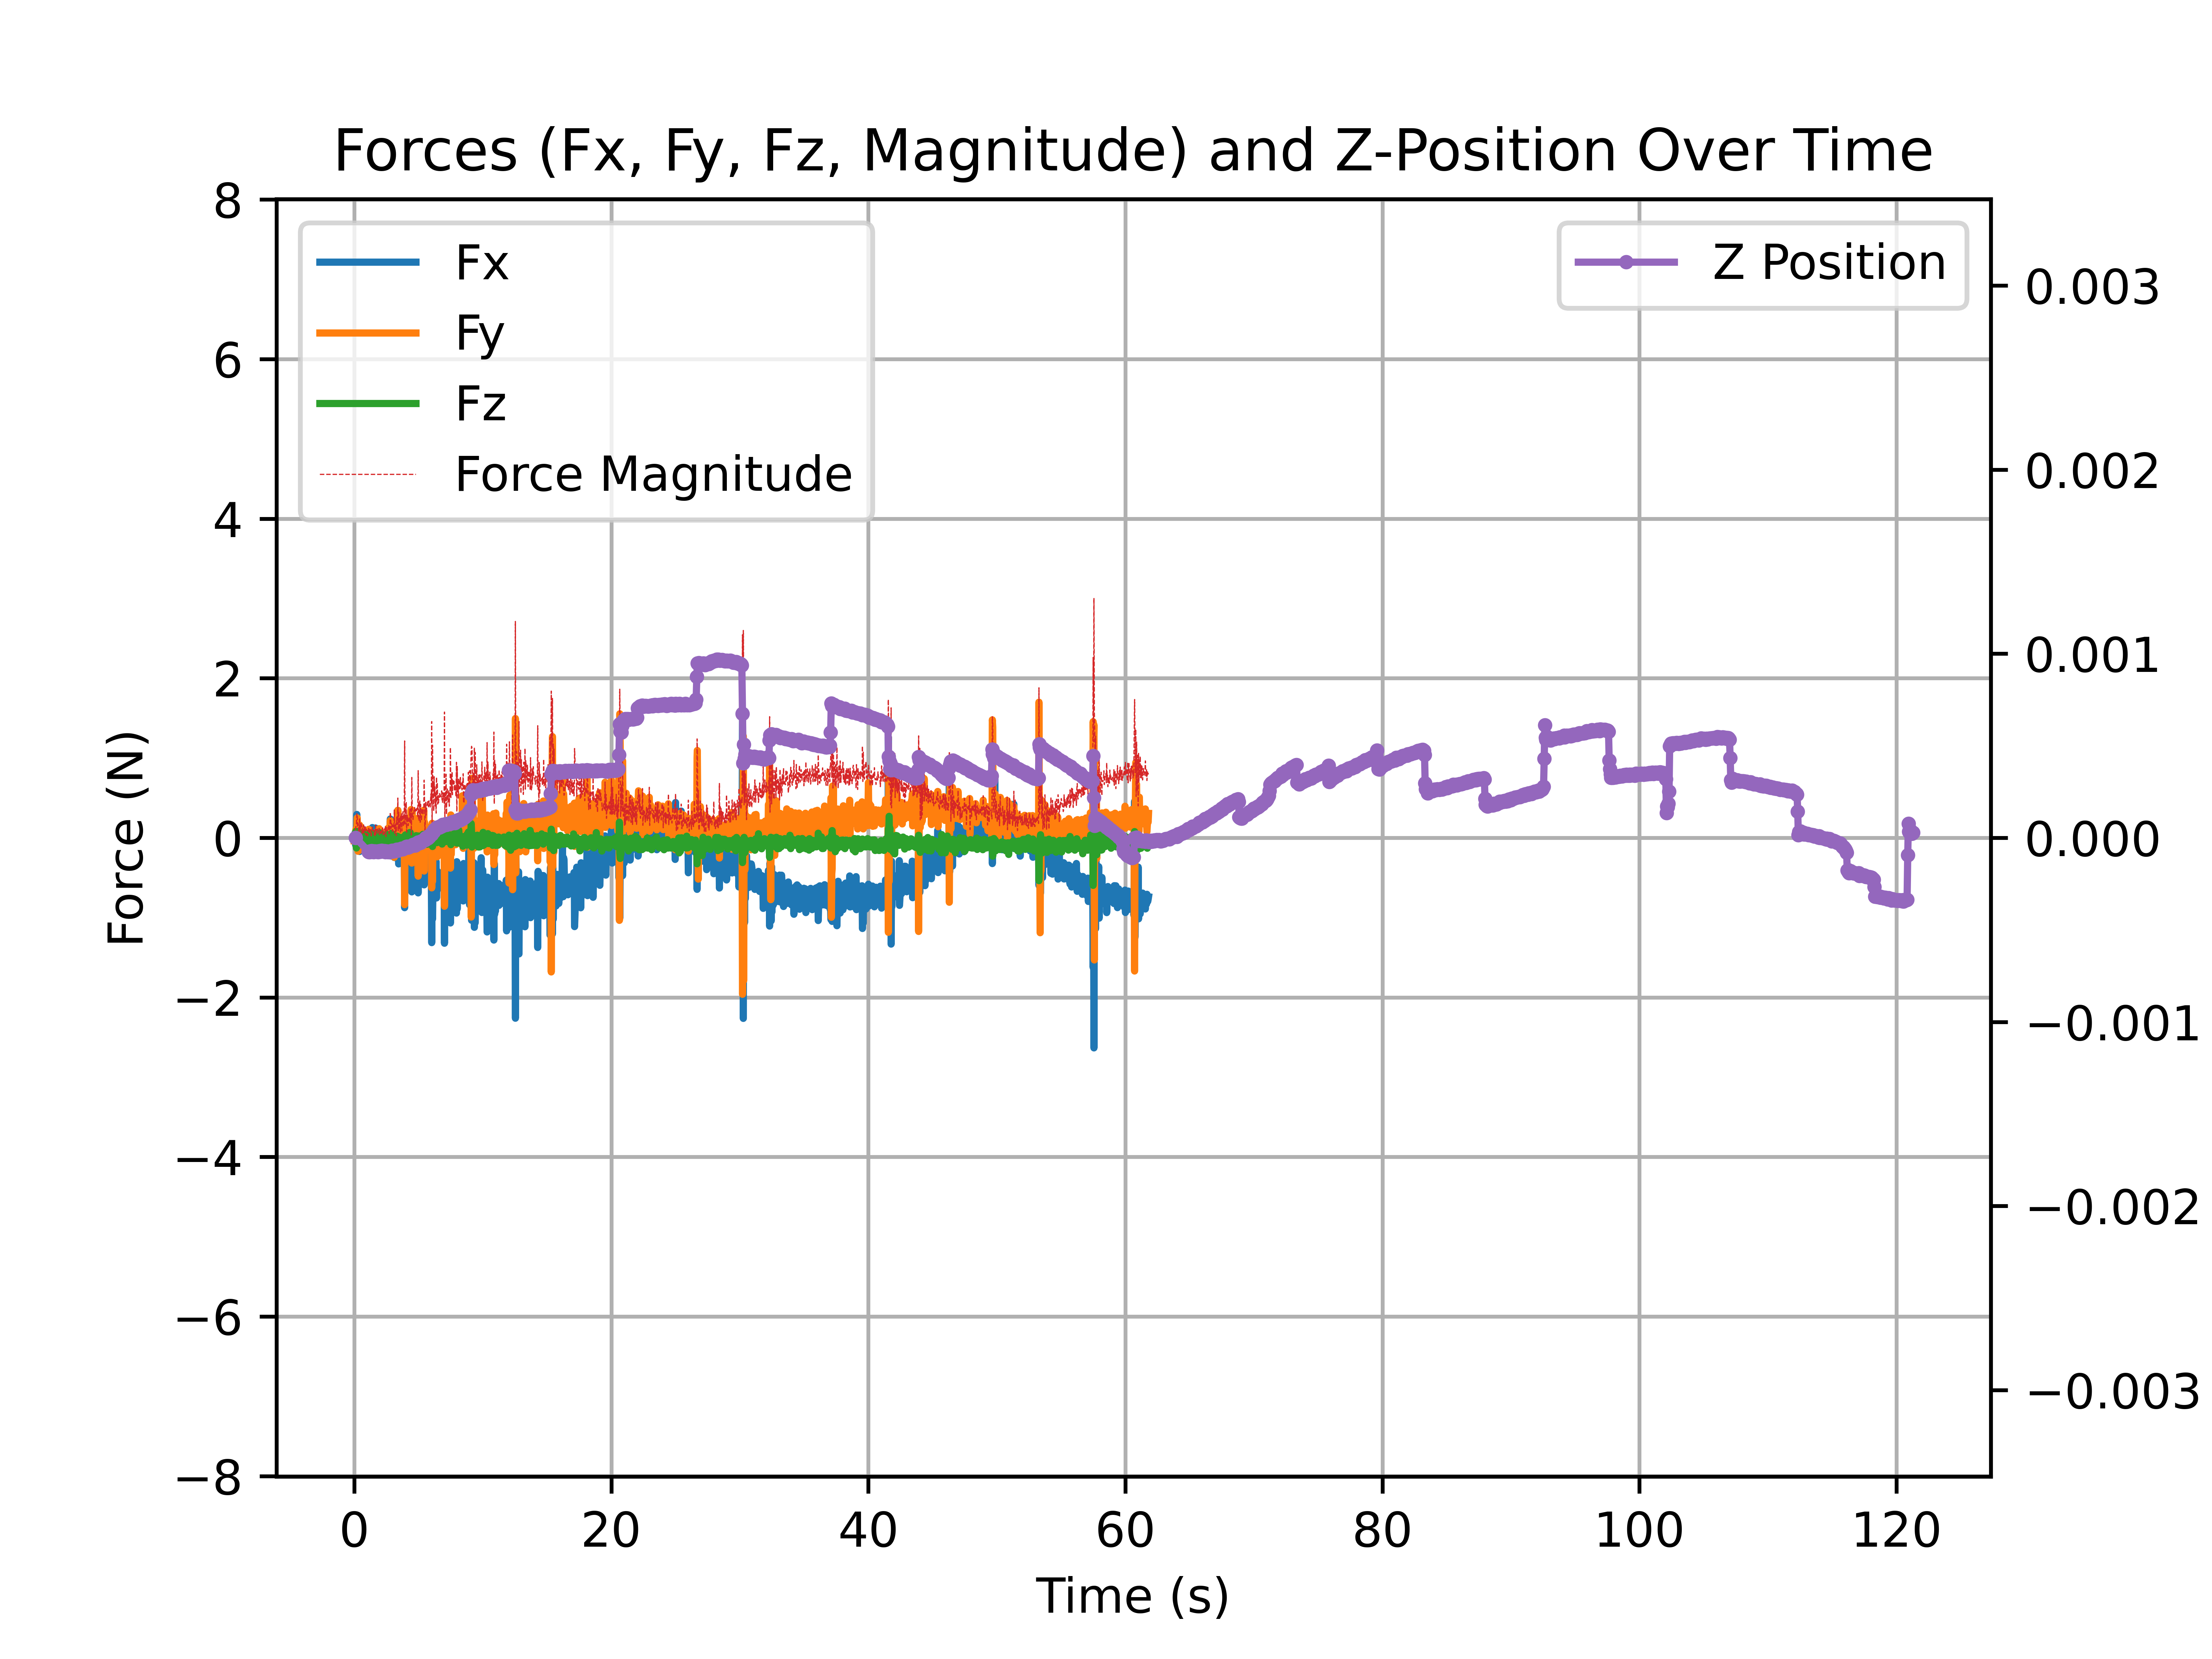 Forces (Fx, Fy, Fz, Magnitude) and Z-Position Over Time
Fx
Fy
Fz
Force Magnitude
Z Position
8
6
4
2
0
−2
−4
−6
−8
Force (N)
0.003
0.002
0.001
0.000
−0.001
−0.002
−0.003
0 20 40 60 80 100 120
Time (s)